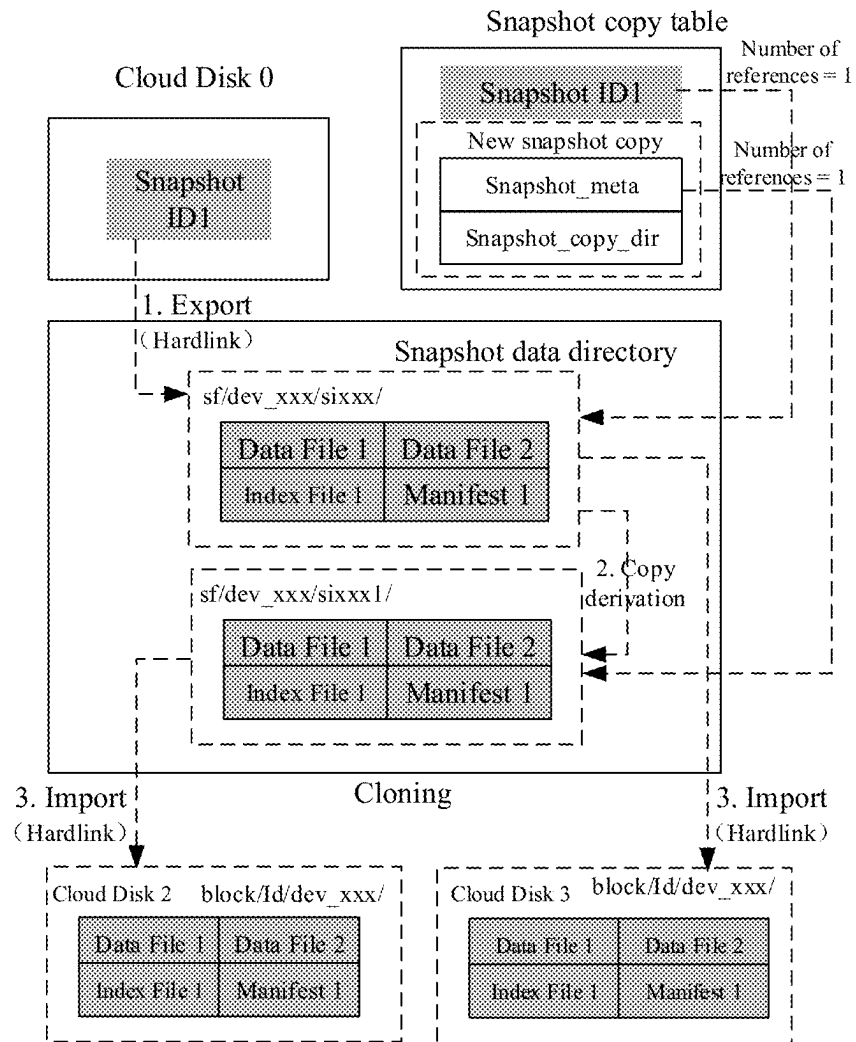 Snapshot copy table
Number of
references = 1
Cloud Disk 0
Snapshot ID1
New snapshot copy
Snapshot_meta
Snapshot_copy_dir
Number of
references = 1
Snapshot
ID1
1. Export
(Hardlink)
Snapshot data directory
sf/dev_xxx/sixxx/
Data File 1
Data File 2
Index File 1
Manifest 1
2. Copy
derivation
sf/dev_xxx/sixxx1/
Data File 1
Data File 2
Index File 1
Manifest 1
3. Import
(Hardlink)
Cloning
3. Import
(Hardlink)
Cloud Disk 2
block/Id/dev_xxx/
Data File 1
Data File 2
Index File 1
Manifest 1
Cloud Disk 3
block/Id/dev_xxx/
Data File 1
Data File 2
Index File 1
Manifest 1